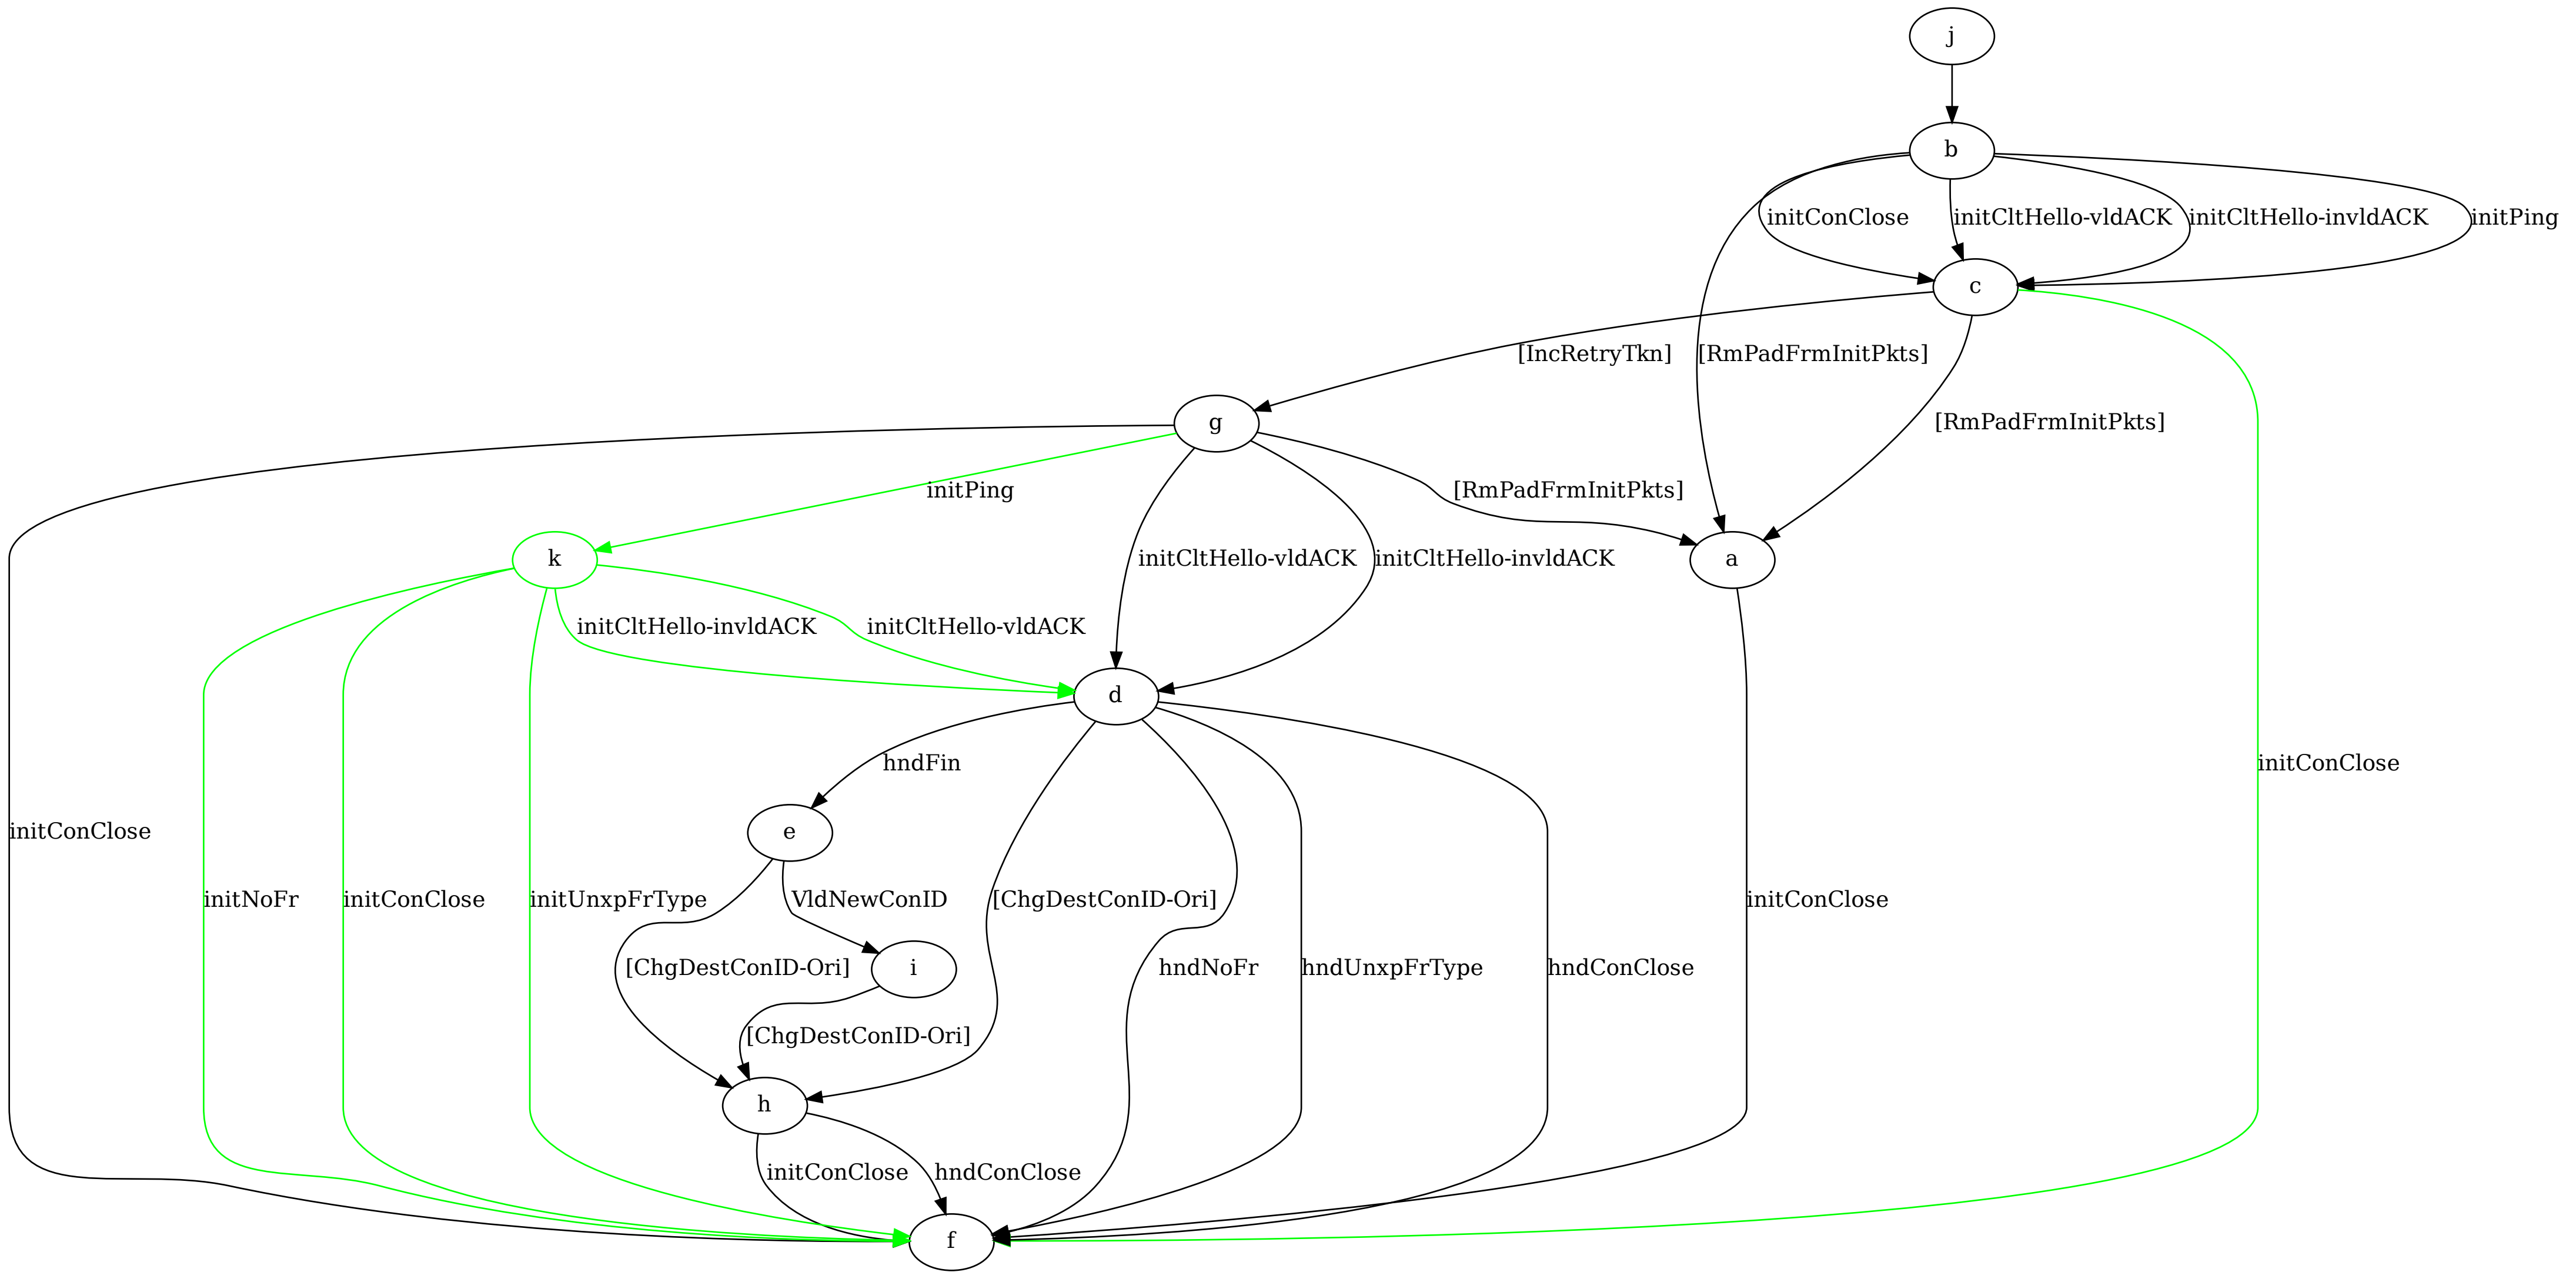 j
b
initConClose
initCltHello-vldACK
initCltHello-invldACK
initPing
c
[IncRetryTkn]
[RmPadFrmInitPkts]
g
[RmPadFrmInitPkts]
initPing
[RmPadFrmInitPkts]
k
initCltHello-vldACK
initCltHello-invldACK
a
initCltHello-invldACK
initCltHello-vldACK
d
hndFin
initConClose
initConClose
e
initNoFr
initConClose
initUnxpFrType
VldNewConID
[ChgDestConID-Ori]
initConClose
[ChgDestConID-Ori]
i
hndNoFr
hndUnxpFrType
hndConClose
[ChgDestConID-Ori]
h
initConClose
hndConClose
f